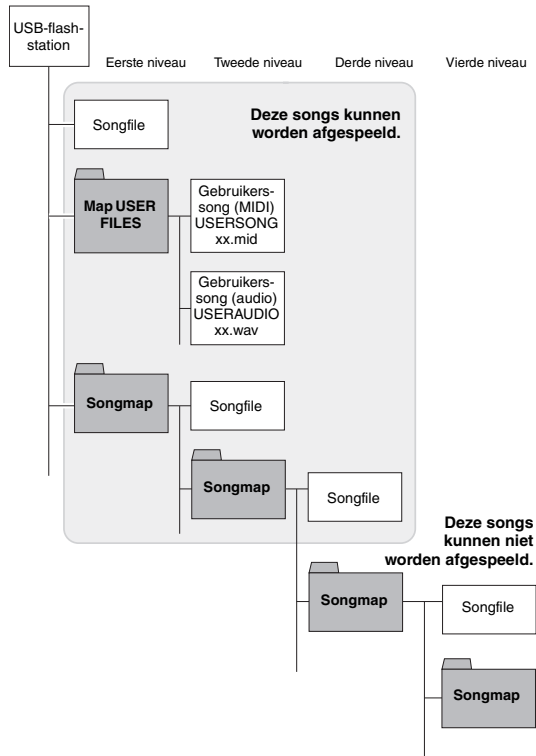 USB-flash-
station
Eerste niveau
Tweede niveau
Derde niveau
Vierde niveau
Songfile
Deze songs kunnen
worden afgespeeld.
Map USER
FILES
Gebruikers-
song (MIDI)
USERSONG
xx.mid
Gebruikers-
song (audio)
USERAUDIO
xx.wav
Songmap
Songfile
Songmap
Songfile
Deze songs
kunnen niet
worden afgespeeld.
Songmap
Songfile
Songmap